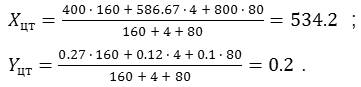 X_цт = (400 · 160 + 586.67 · 4 + 800 · 80) / (160 + 4 + 80) = 534.2 ;
Y_цт = (0.27 · 160 + 0.12 · 4 + 0.1 · 80) / (160 + 4 + 80) = 0.2 .